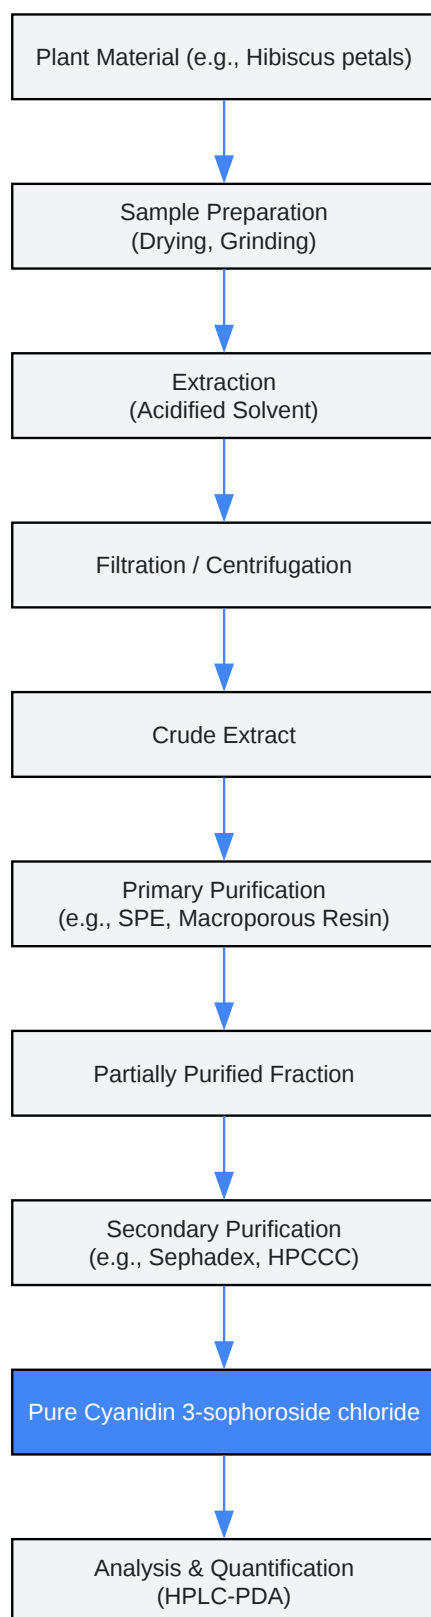 Plant Material (e.g., Hibiscus petals)
Sample Preparation
(Drying, Grinding)
Extraction
(Acidified Solvent)
Filtration / Centrifugation
Crude Extract
Primary Purification
(e.g., SPE, Macroporous Resin)
Partially Purified Fraction
Secondary Purification
(e.g., Sephadex, HPCCC)
Pure Cyanidin 3-sophoroside chloride
Analysis & Quantification
(HPLC-PDA)